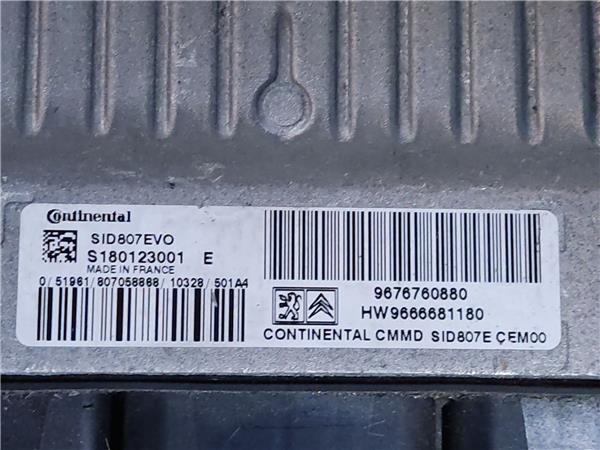 Continental
SID807EVO
S180123001 E
MADE IN FRANCE
0/51961/807058868/10328/501A4
9676760880
HW9666681180
CONTINENTAL CMMD SID807E ÇEM00